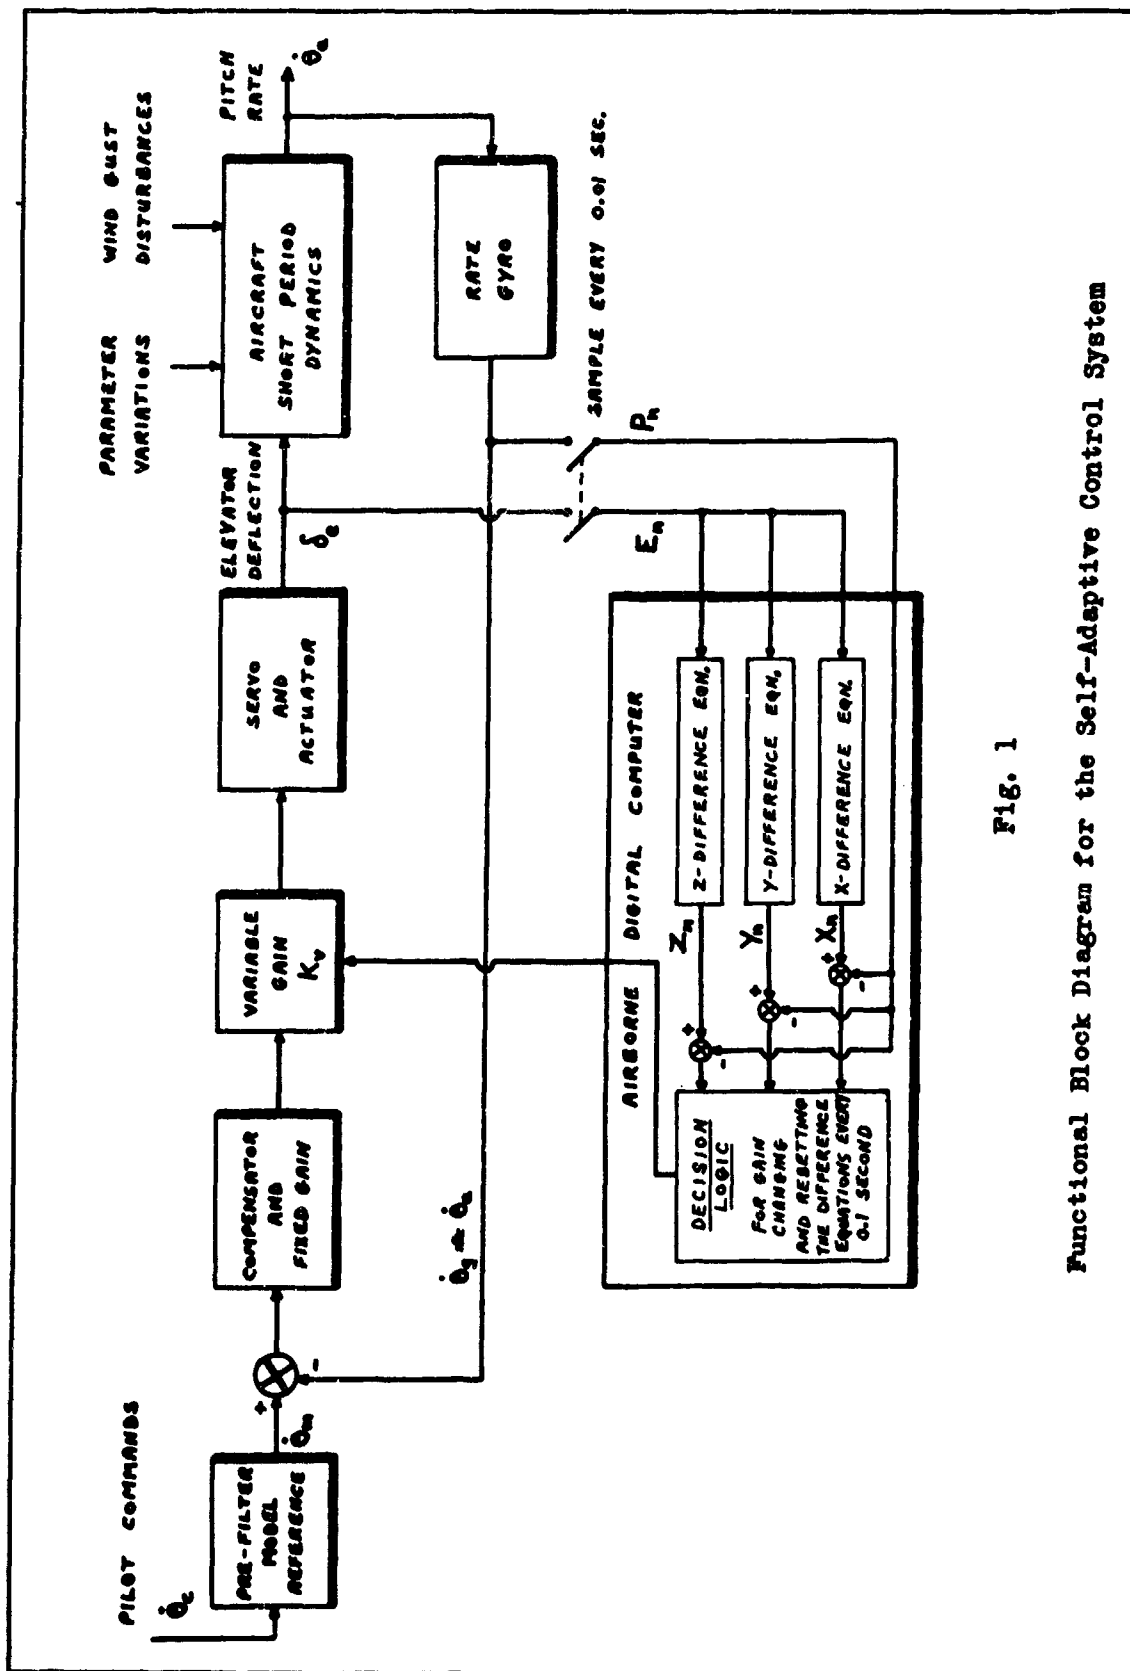 PILOT COMMANDS
θ̇c
PRE-FILTER
MODEL
REFERENCE
θ̇m
+
-
COMPENSATOR
AND
FIXED GAIN
VARIABLE
GAIN
Kv
SERVO
AND
ACTUATOR
ELEVATOR
DEFLECTION
δe
PARAMETER
VARIATIONS
WIND GUST
DISTURBANCES
AIRCRAFT
SHORT PERIOD
DYNAMICS
PITCH
RATE
θ̇a
RATE
GYRO
SAMPLE EVERY 0.01 SEC.
θ̇g ≈ θ̇a
Pn
En
AIRBORNE DIGITAL COMPUTER
DECISION
LOGIC
FOR GAIN
CHANGING
AND RESETTING
THE DIFFERENCE
EQUATIONS EVERY
0.1 SECOND
Zn
+
-
Z-DIFFERENCE EQN.
Yn
+
-
Y-DIFFERENCE EQN.
Xn
+
-
X-DIFFERENCE EQN.
Fig. 1
Functional Block Diagram for the Self-Adaptive Control System